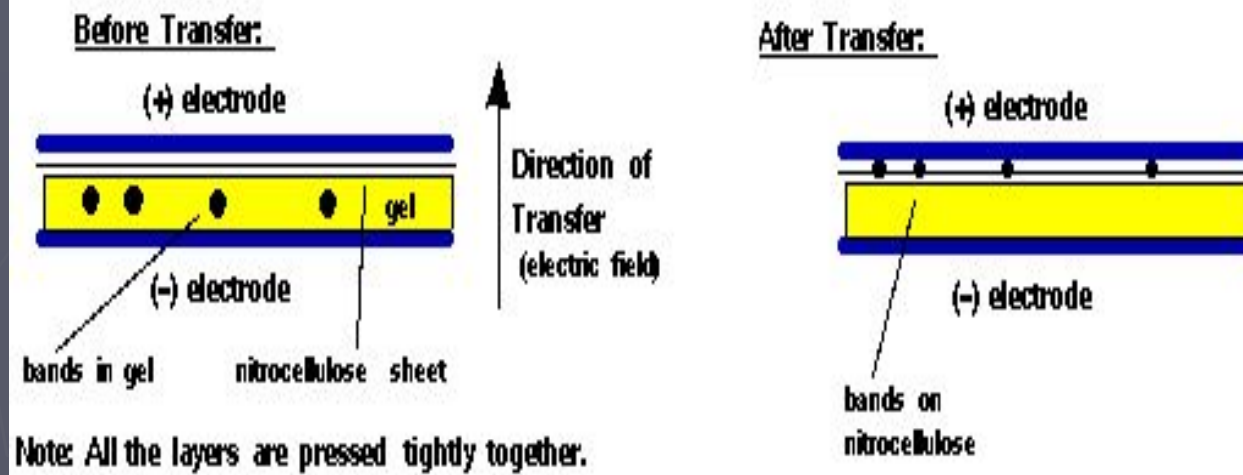 Before Transfer:
(+) electrode
gel
(-) electrode
bands in gel
nitrocellulose sheet
Direction of
Transfer
(electric field)
After Transfer:
(+) electrode
(-) electrode
bands on
nitrocellulose
Note: All the layers are pressed tightly together.